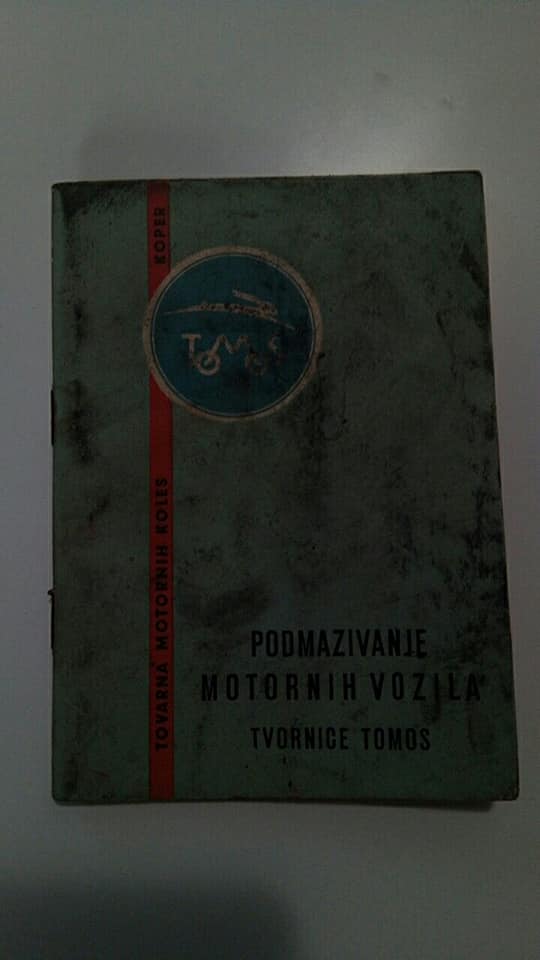 KOPER
TOMOS
TOVARNA MOTORNIH KOLES
PODMAZIVANJE
MOTORNIH VOZILA
TVORNICE TOMOS